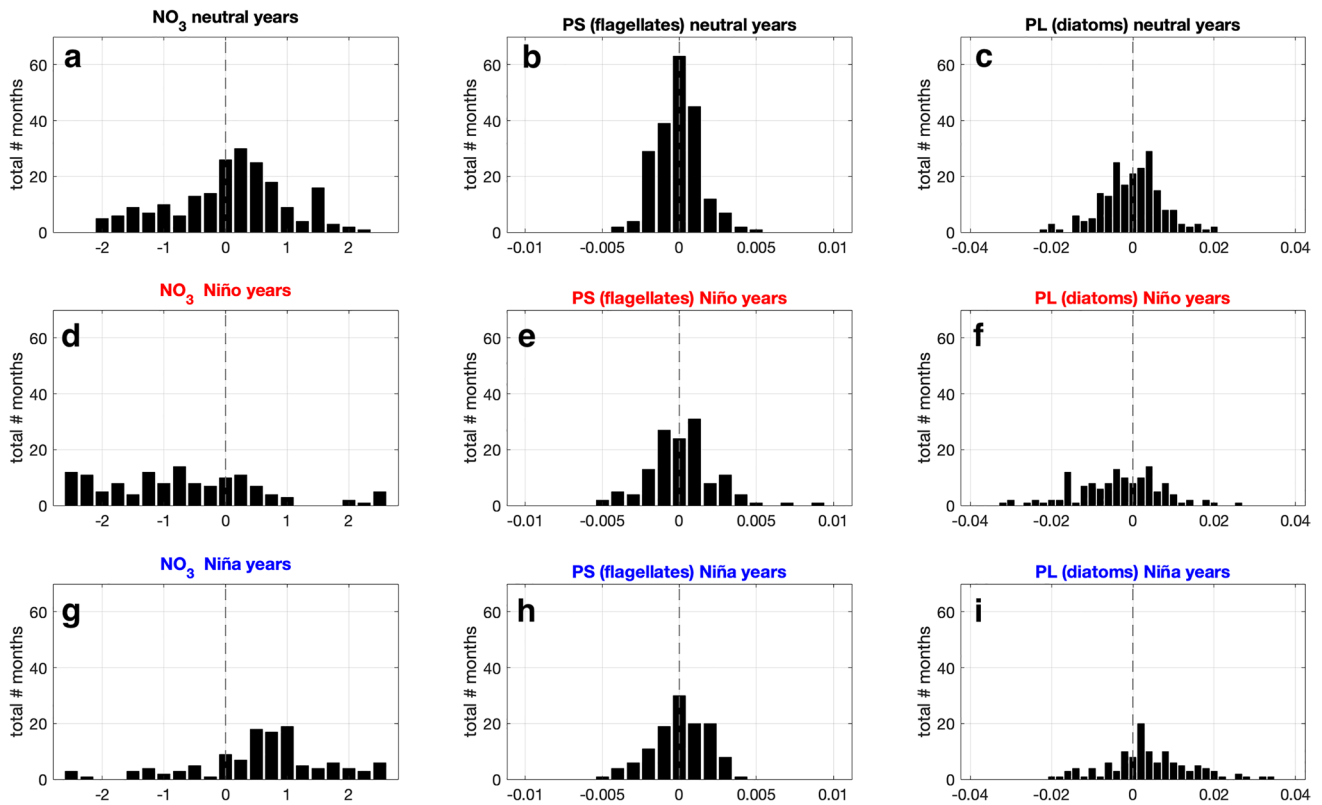 NO3 neutral years
a
total # months
60
40
20
0
-2 -1 0 1 2
PS (flagellates) neutral years
b
total # months
60
40
20
0
-0.01 -0.005 0 0.005 0.01
PL (diatoms) neutral years
c
total # months
60
40
20
0
-0.04 -0.02 0 0.02 0.04
NO3 Niño years
d
total # months
60
40
20
0
-2 -1 0 1 2
PS (flagellates) Niño years
e
total # months
60
40
20
0
-0.01 -0.005 0 0.005 0.01
PL (diatoms) Niño years
f
total # months
60
40
20
0
-0.04 -0.02 0 0.02 0.04
NO3 Niña years
g
total # months
60
40
20
0
-2 -1 0 1 2
PS (flagellates) Niña years
h
total # months
60
40
20
0
-0.01 -0.005 0 0.005 0.01
PL (diatoms) Niña years
i
total # months
60
40
20
0
-0.04 -0.02 0 0.02 0.04